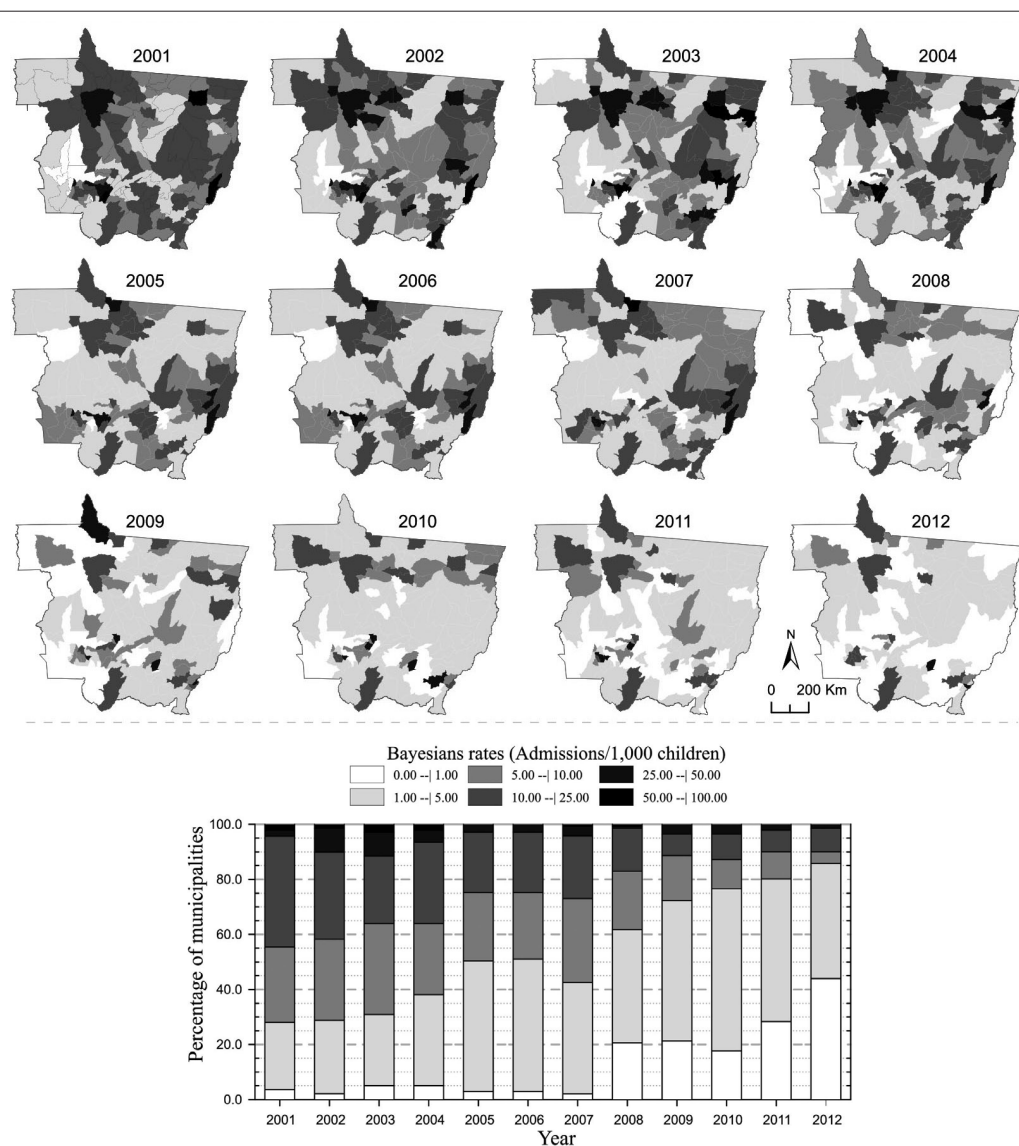 2001 2002 2003 2004
2005 2006 2007 2008
2009 2010 2011 2012
N
0 200 Km
Bayesians rates (Admissions/1,000 children)
0.00 --| 1.00 5.00 --| 10.00 25.00 --| 50.00
1.00 --| 5.00 10.00 --| 25.00 50.00 --| 100.00
100.0
80.0
60.0
40.0
20.0
0.0
Percentage of municipalities
2001 2002 2003 2004 2005 2006 2007 2008 2009 2010 2011 2012
Year